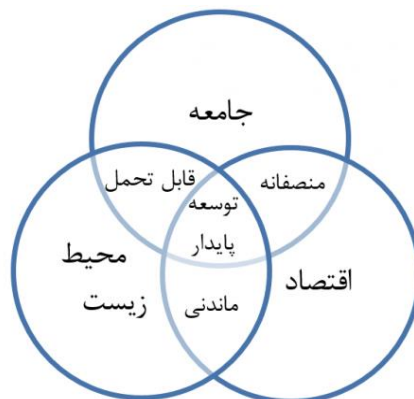 جامعه
منصفانه
قابل تحمل
توسعه
پایدار
محیط
زیست
اقتصاد
ماندنی